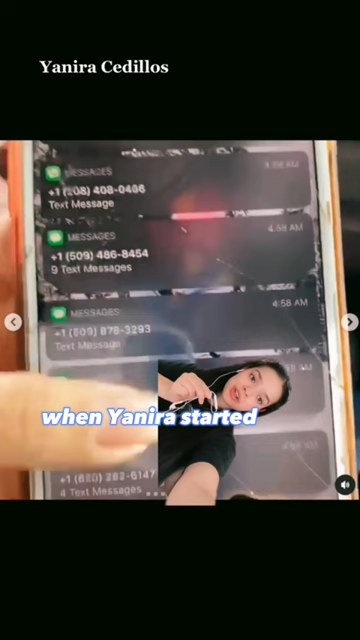 Yanira Cedillos
MESSAGES
+1 (208) 408-0466
Text Message
MESSAGES
4:58 AM
+1 (509) 486-8454
9 Text Messages
MESSAGES
4:58 AM
+1 (509) 878-3293
Text Message
when Yanira started
4 Text Messages